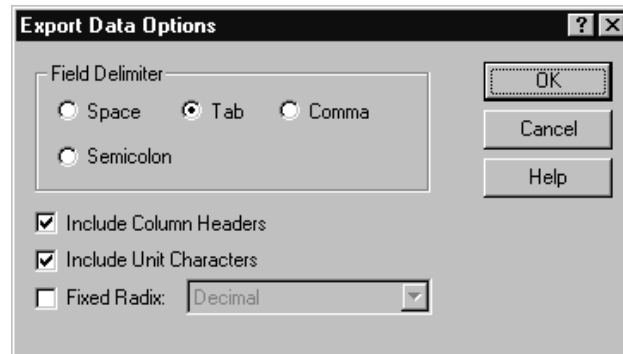 Export Data Options
Field Delimiter
Space Tab Comma
Semicolon
OK
Cancel
Help
Include Column Headers
Include Unit Characters
Fixed Radix: Decimal